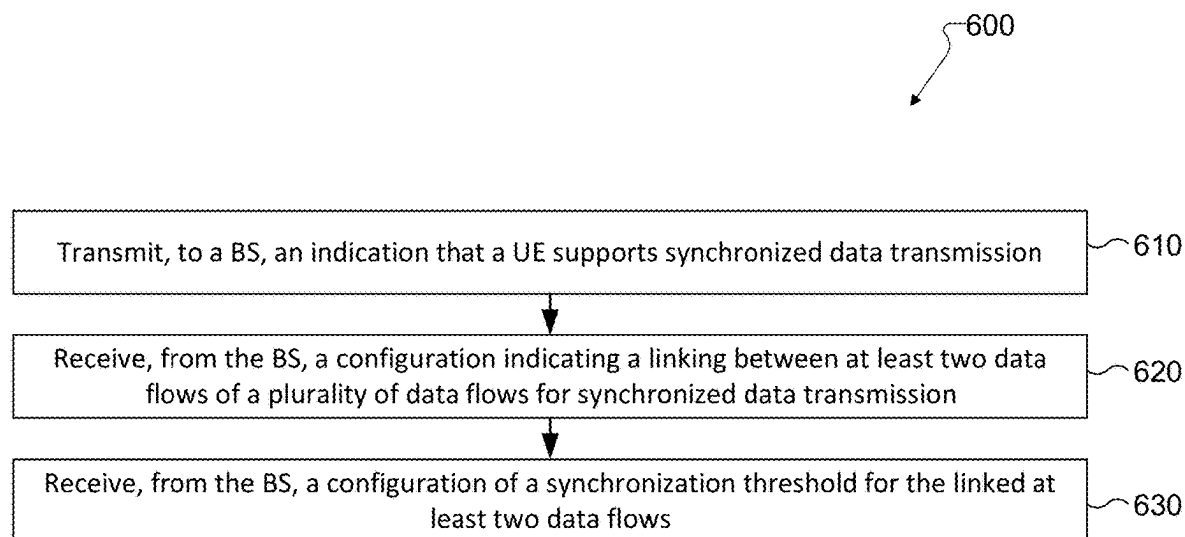 600
Transmit, to a BS, an indication that a UE supports synchronized data transmission
610
Receive, from the BS, a configuration indicating a linking between at least two data
flows of a plurality of data flows for synchronized data transmission
620
Receive, from the BS, a configuration of a synchronization threshold for the linked at
least two data flows
630